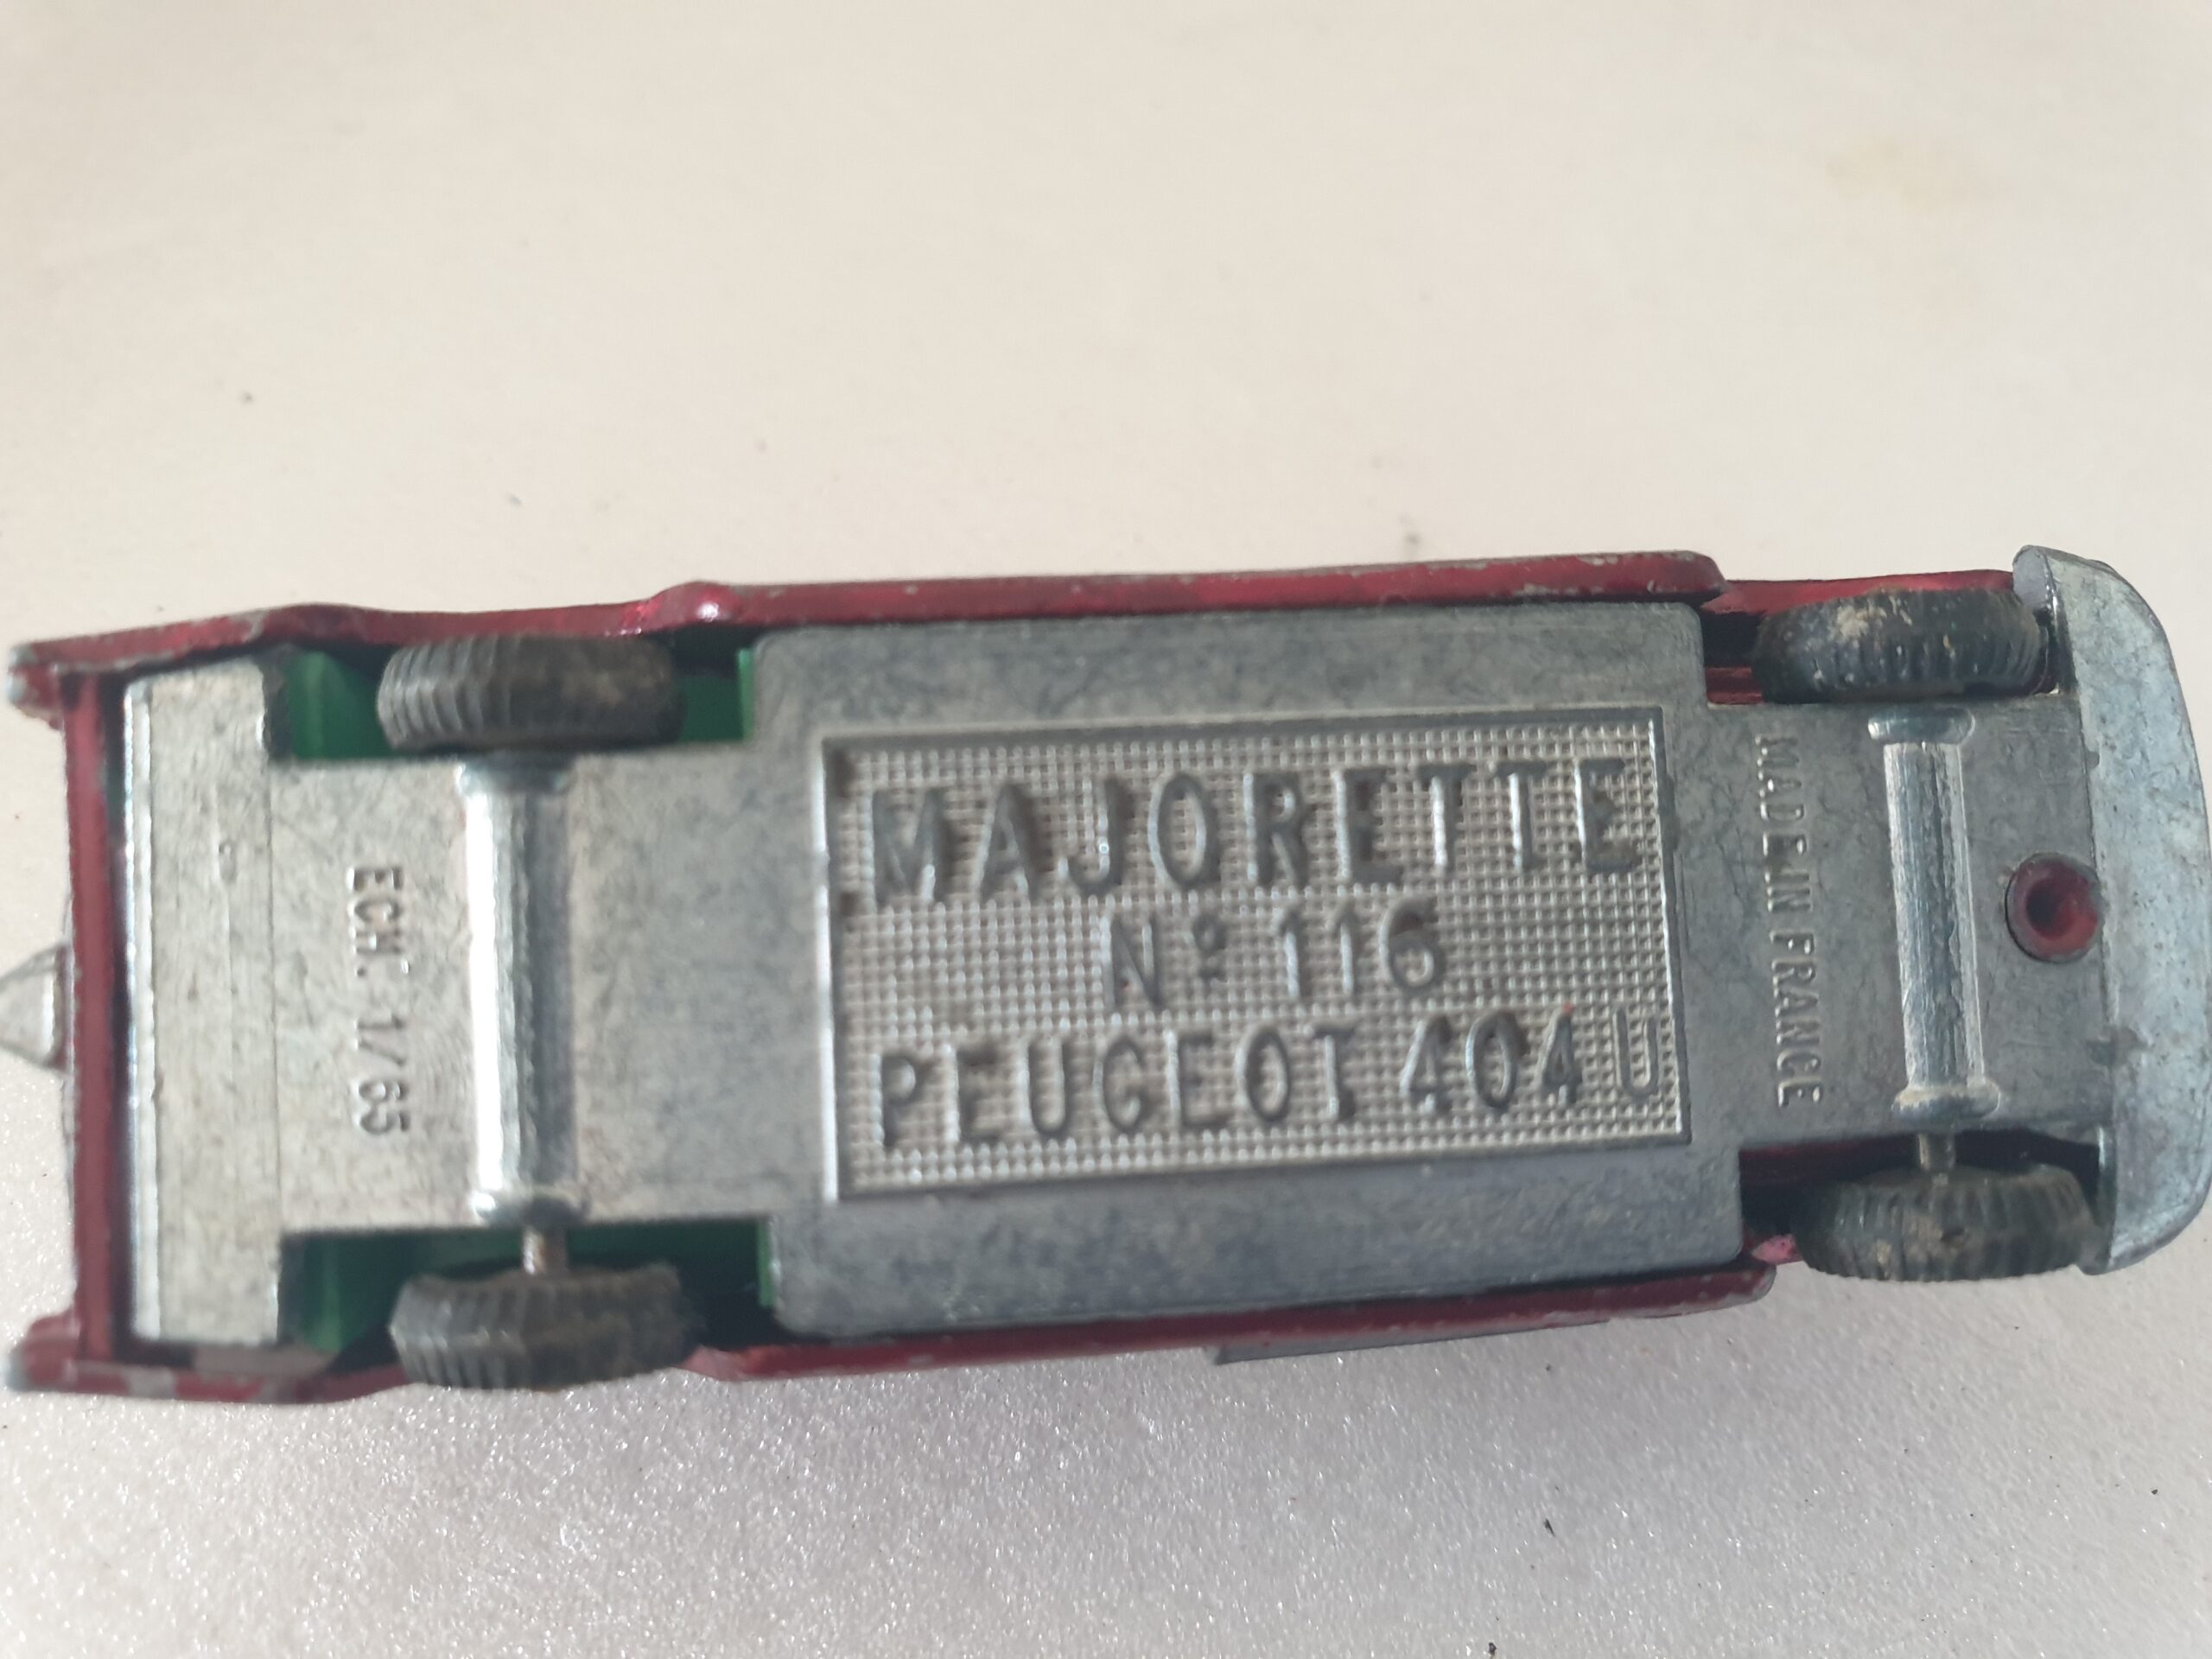 MAJORETTE
Nº 116
PEUGEOT 404 U
MADE IN FRANCE
ECH. 1/65